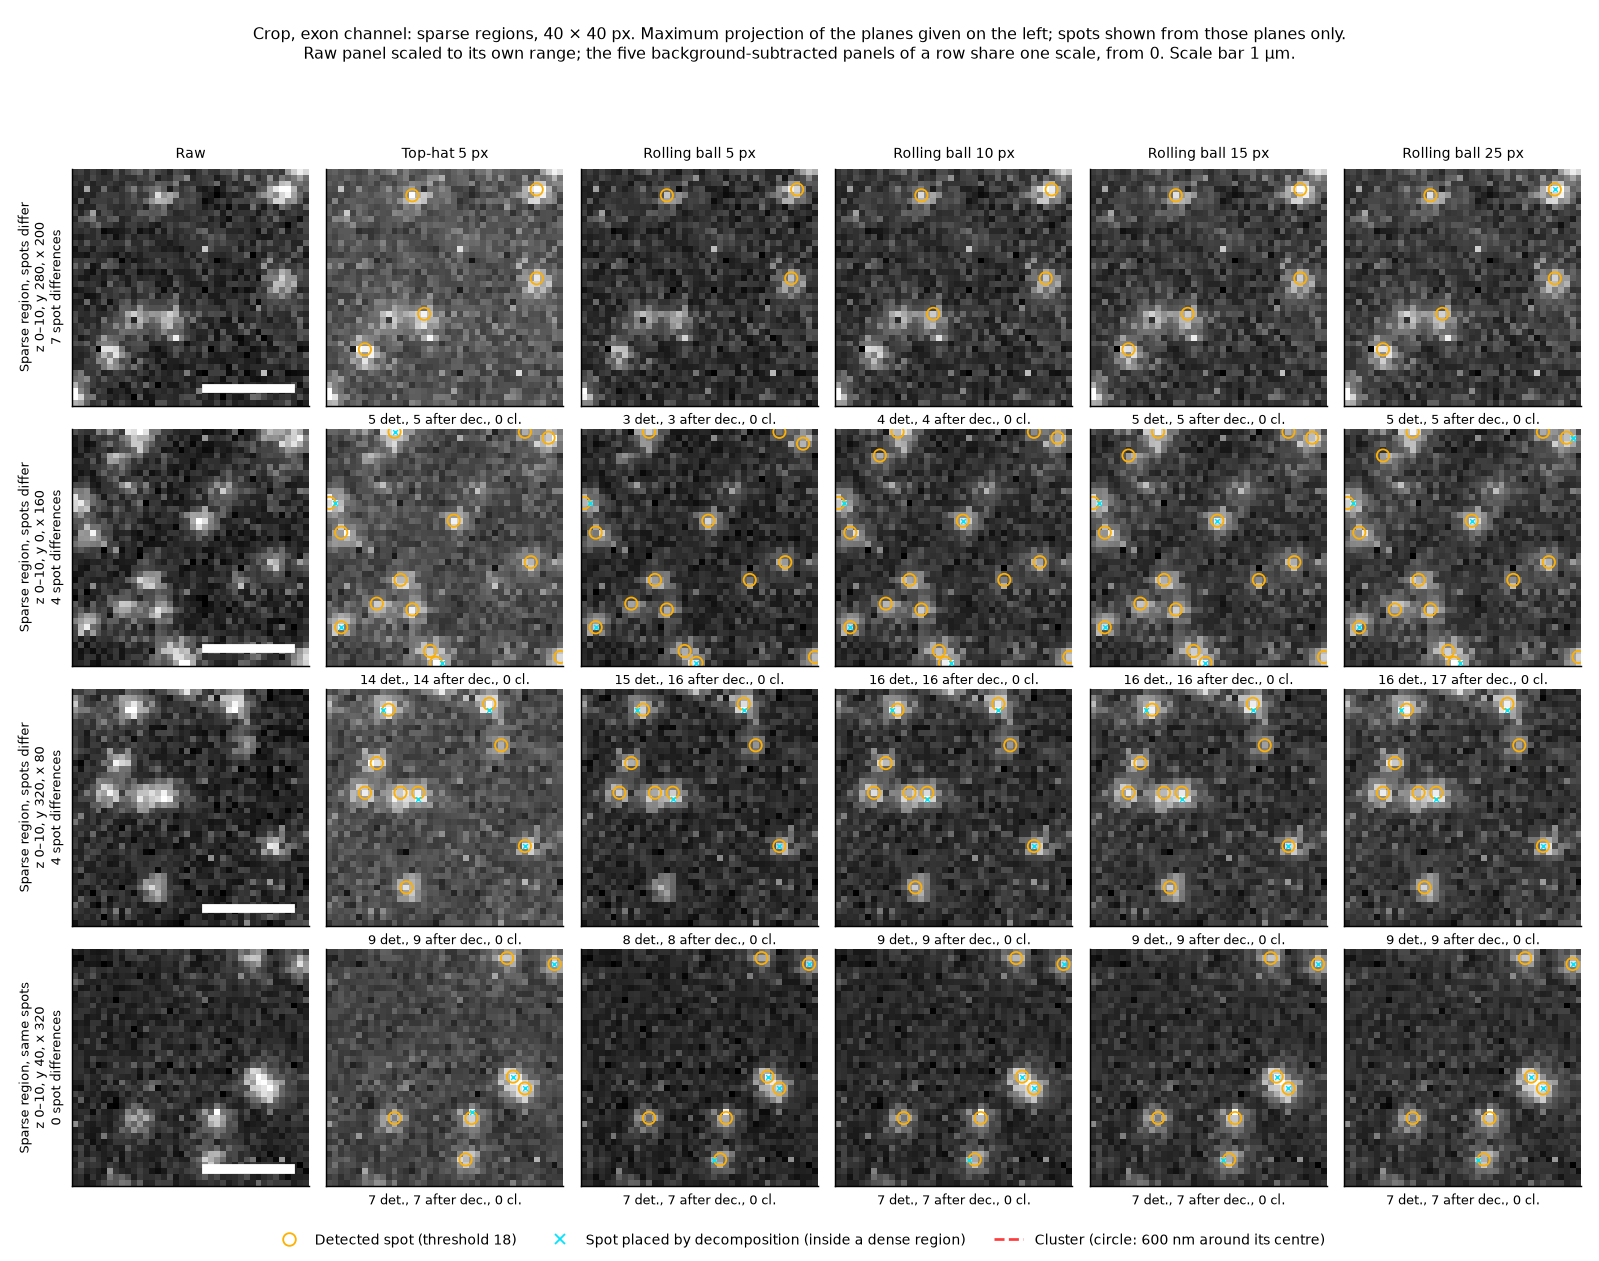 Crop, exon channel: sparse regions, 40 × 40 px. Maximum projection of the planes given on the left; spots shown from those planes only.
Raw panel scaled to its own range; the five background-subtracted panels of a row share one scale, from 0. Scale bar 1 µm.
Raw
Top-hat 5 px
Rolling ball 5 px
Rolling ball 10 px
Rolling ball 15 px
Rolling ball 25 px
Sparse region, spots differ
z 0–10, y 280, x 200
7 spot differences
5 det., 5 after dec., 0 cl.
3 det., 3 after dec., 0 cl.
4 det., 4 after dec., 0 cl.
5 det., 5 after dec., 0 cl.
5 det., 5 after dec., 0 cl.
Sparse region, spots differ
z 0–10, y 0, x 160
4 spot differences
14 det., 14 after dec., 0 cl.
15 det., 16 after dec., 0 cl.
16 det., 16 after dec., 0 cl.
16 det., 16 after dec., 0 cl.
16 det., 17 after dec., 0 cl.
Sparse region, spots differ
z 0–10, y 320, x 80
4 spot differences
9 det., 9 after dec., 0 cl.
8 det., 8 after dec., 0 cl.
9 det., 9 after dec., 0 cl.
9 det., 9 after dec., 0 cl.
9 det., 9 after dec., 0 cl.
Sparse region, same spots
z 0–10, y 40, x 320
0 spot differences
7 det., 7 after dec., 0 cl.
7 det., 7 after dec., 0 cl.
7 det., 7 after dec., 0 cl.
7 det., 7 after dec., 0 cl.
7 det., 7 after dec., 0 cl.
Detected spot (threshold 18)
Spot placed by decomposition (inside a dense region)
Cluster (circle: 600 nm around its centre)